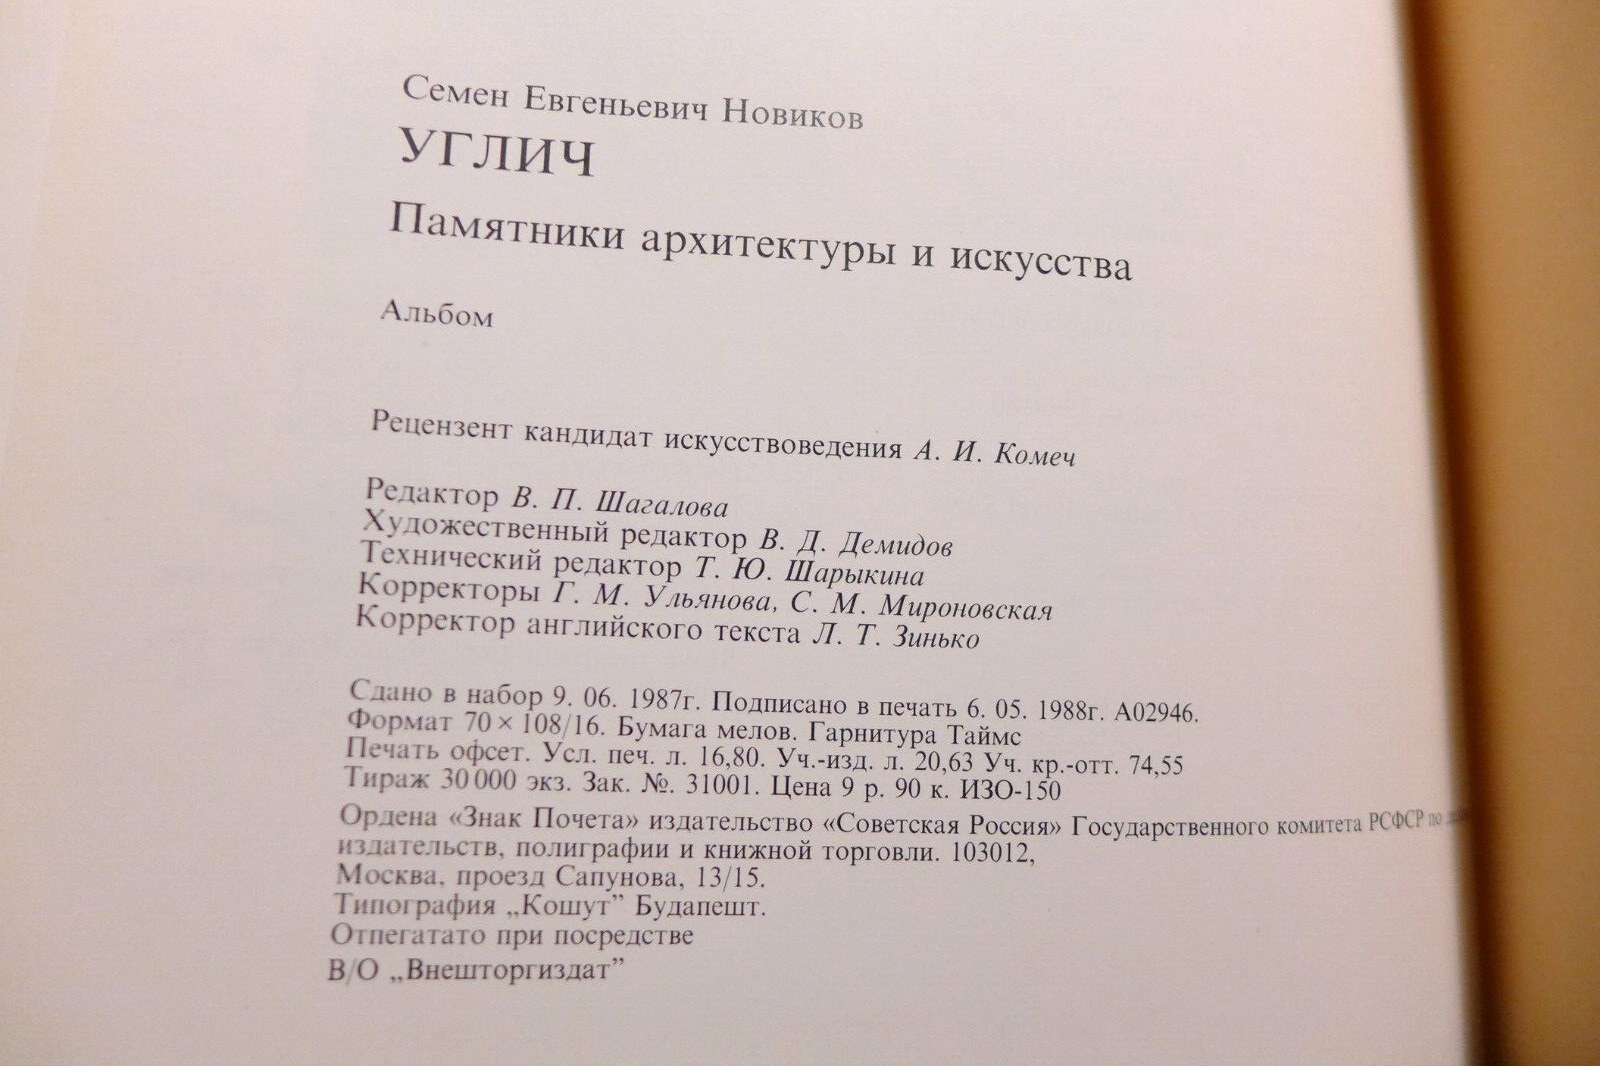 Семен Евгеньевич Новиков
УГЛИЧ
Памятники архитектуры и искусства
Альбом
Рецензент кандидат искусствоведения А. И. Комеч
Редактор В. П. Шагалова
Художественный редактор В. Д. Демидов
Технический редактор Т. Ю. Шарыкина
Корректоры Г. М. Ульянова, С. М. Мироновская
Корректор английского текста Л. Т. Зинько
Сдано в набор 9. 06. 1987г. Подписано в печать 6. 05. 1988г. А02946.
Формат 70 × 108/16. Бумага мелов. Гарнитура Таймс
Печать офсет. Усл. печ. л. 16,80. Уч.-изд. л. 20,63 Уч. кр.-отт. 74,55
Тираж 30 000 экз. Зак. №. 31001. Цена 9 р. 90 к. ИЗО-150
Ордена «Знак Почета» издательство «Советская Россия» Государственного комитета РСФСР по
издательств, полиграфии и книжной торговли. 103012,
Москва, проезд Сапунова, 13/15.
Типография „Кошут” Будапешт.
Отпегатато при посредстве
В/О „Внешторгиздат”